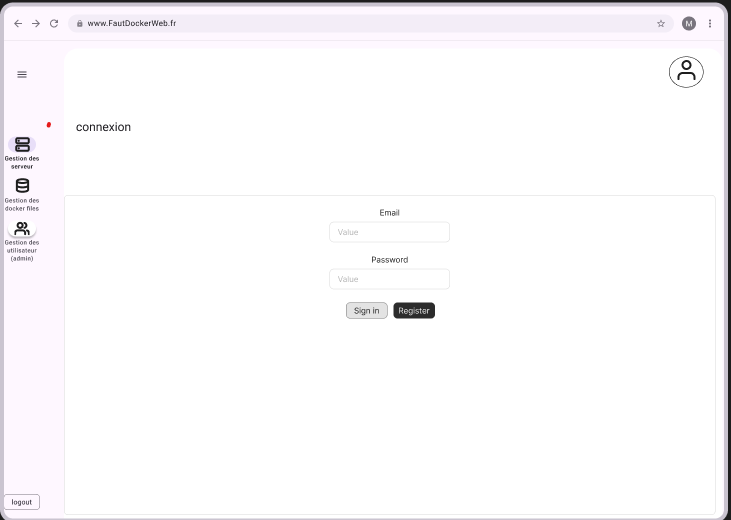 www.FautDockerWeb.fr
M
connexion
Gestion des
serveur
Gestion des
docker files
Gestion des
utilisateur
(admin)
Email
Value
Password
Value
Sign in
Register
logout